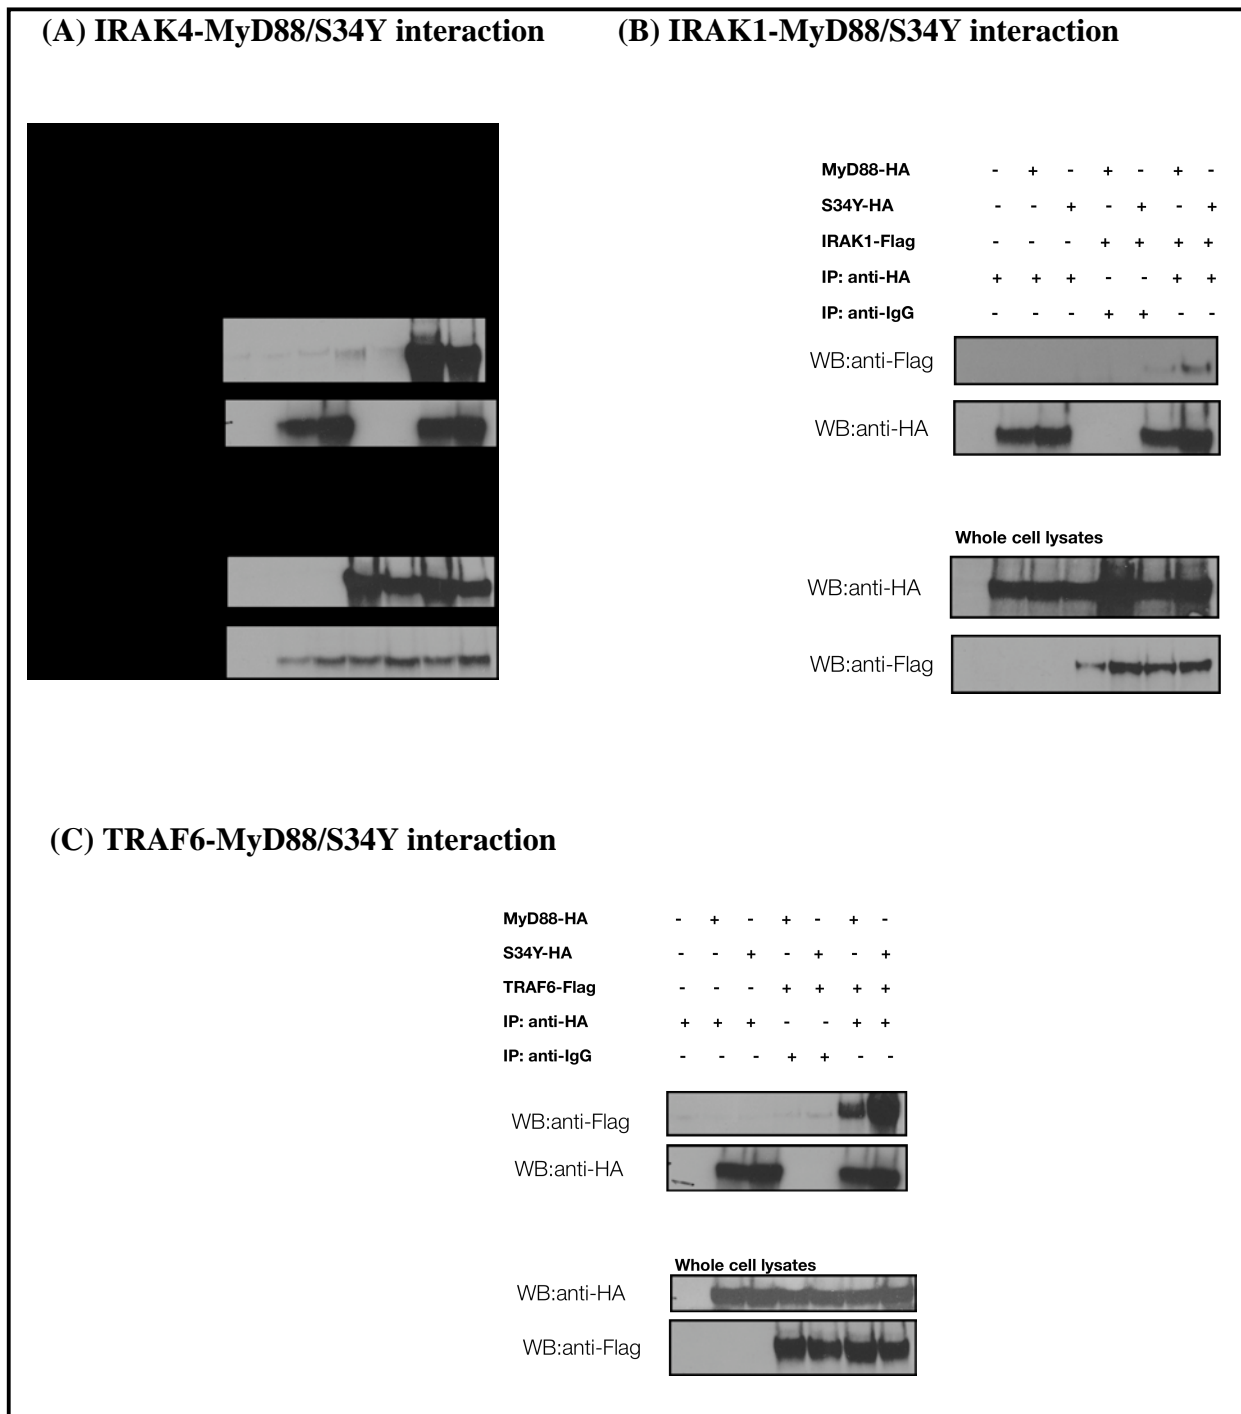 (A) IRAK4-MyD88/S34Y interaction
(B) IRAK1-MyD88/S34Y interaction
MyD88-HA - + - + - + -
S34Y-HA - - + - + - +
IRAK1-Flag - - - + + + +
IP: anti-HA + + + - - + +
IP: anti-IgG - - - + + - -
WB:anti-Flag
WB:anti-HA
Whole cell lysates
WB:anti-HA
WB:anti-Flag
(C) TRAF6-MyD88/S34Y interaction
MyD88-HA - + - + - + -
S34Y-HA - - + - + - +
TRAF6-Flag - - - + + + +
IP: anti-HA + + + - - + +
IP: anti-IgG - - - + + - -
WB:anti-Flag
WB:anti-HA
Whole cell lysates
WB:anti-HA
WB:anti-Flag